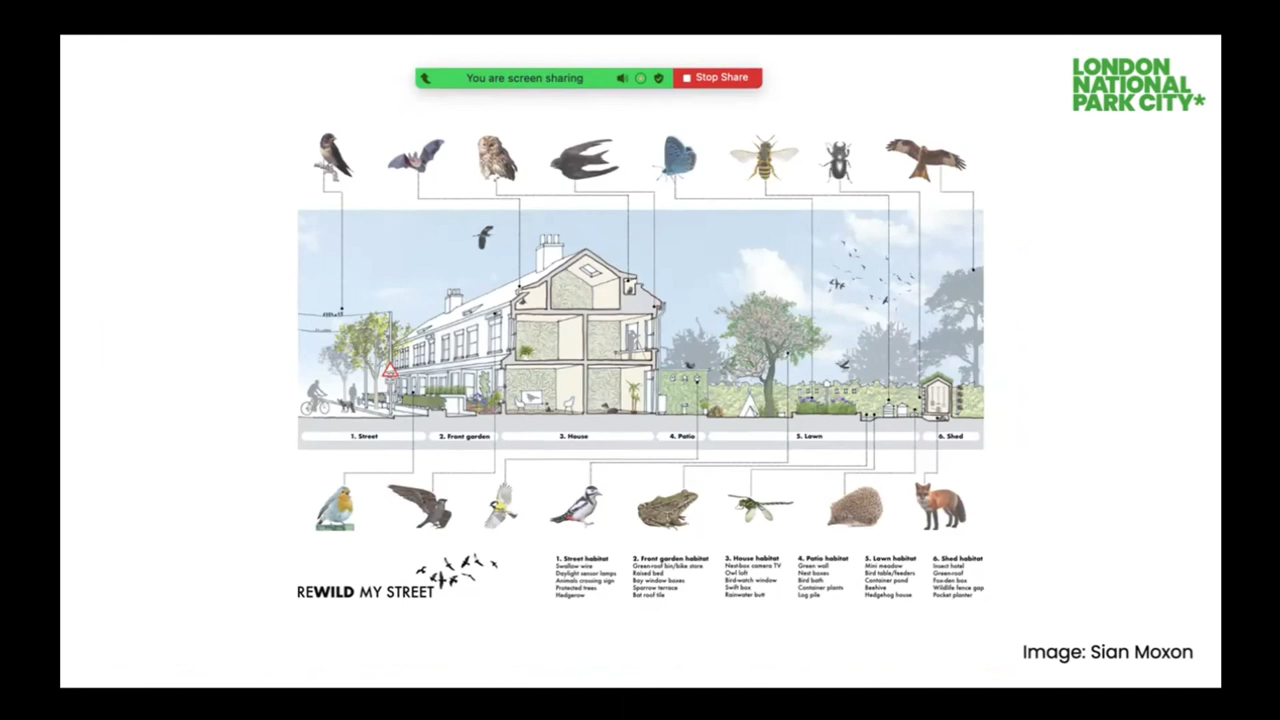 You are screen sharing
Stop Share
LONDON
NATIONAL
PARK CITY*
1. Street
2. Front garden
3. House
4. Patio
5. Lawn
6. Shed
REWILD MY STREET
1. Street habitat
Swallow wire
Daylight sensor lamps
Animals crossing sign
Protected trees
Hedgerow
2. Front garden habitat
Green-roof bin/bike store
Raised bed
Bay window boxes
Sparrow terrace
Bat roof tile
3. House habitat
Nest-box camera TV
Owl loft
Bird-watch window
Swift box
Rainwater butt
4. Patio habitat
Green wall
Nest boxes
Bird bath
Container plants
Log pile
5. Lawn habitat
Mini meadow
Bird table/feeders
Container pond
Beehive
Hedgehog house
6. Shed habitat
Insect hotel
Green-roof
Fox-den box
Wildlife fence gap
Pocket planter
Image: Sian Moxon